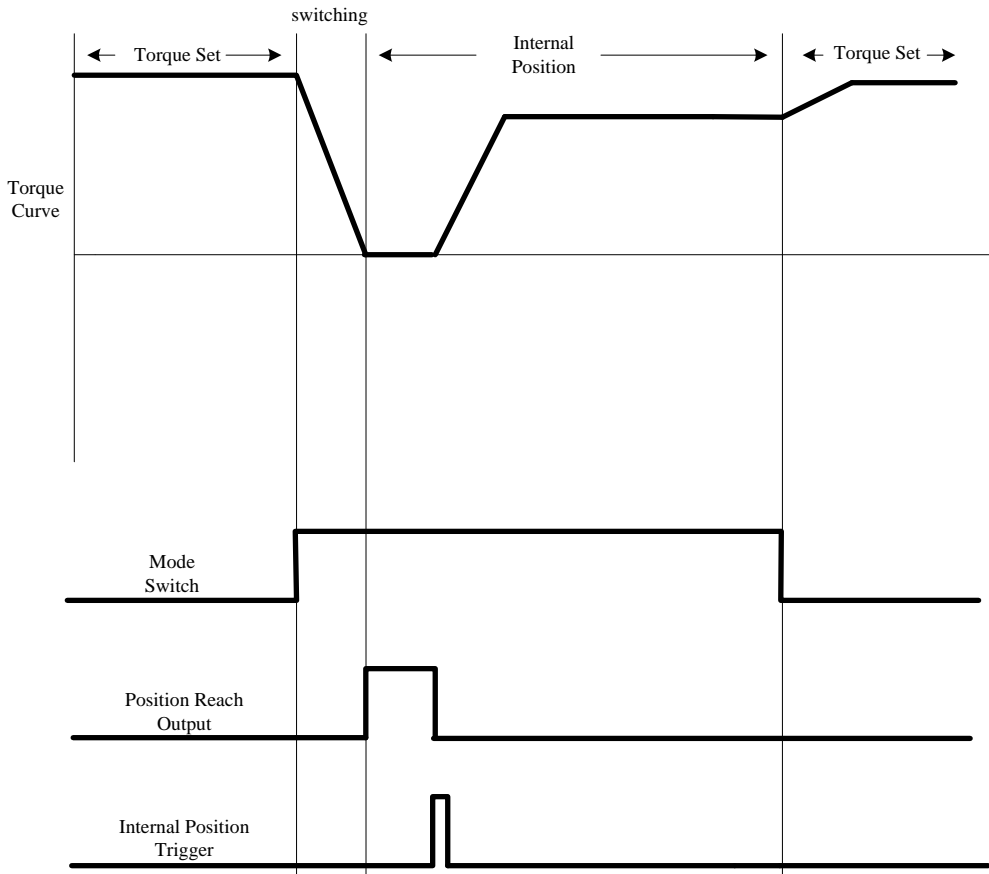 switching
Torque Set
Internal
Position
Torque Set
Torque
Curve
Mode
Switch
Position Reach
Output
Internal Position
Trigger